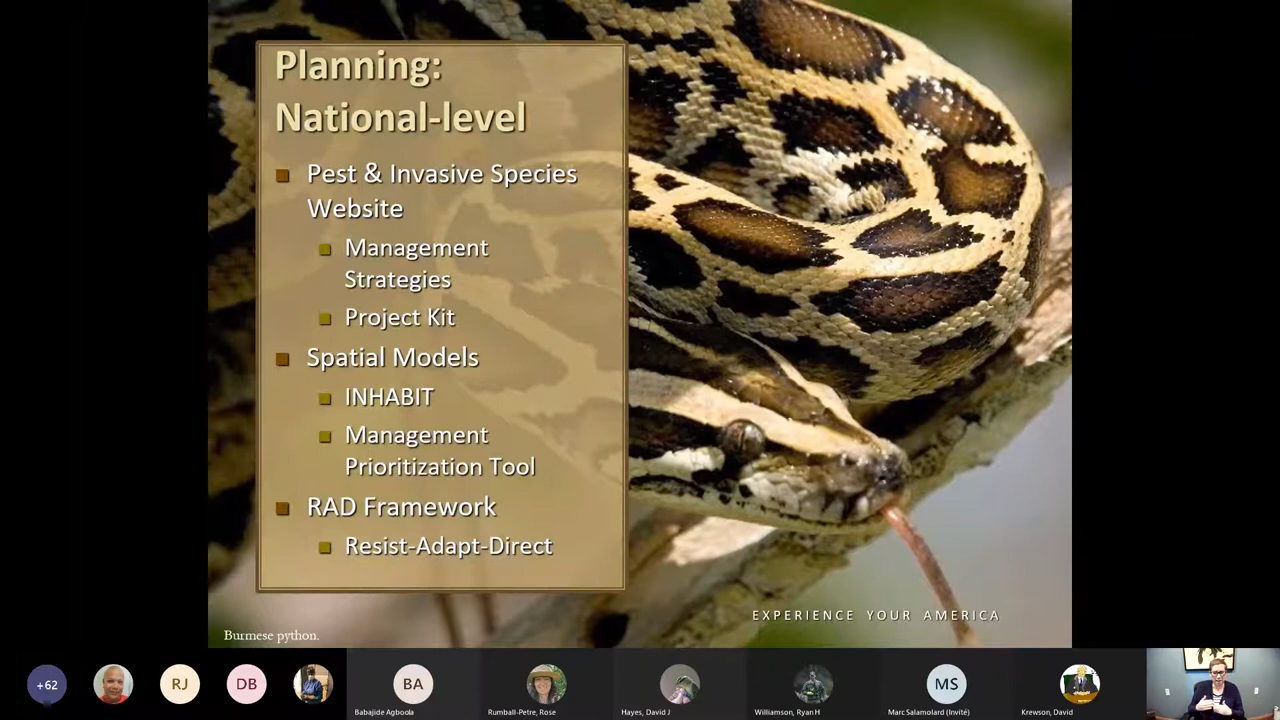 Planning:
National-level
Pest & Invasive Species
Website
Management
Strategies
Project Kit
Spatial Models
INHABIT
Management
Prioritization Tool
RAD Framework
Resist-Adapt-Direct
EXPERIENCE YOUR AMERICA
Burmese python.
+62
RJ
DB
BA
MS
Babajide Agboola
Rumball-Petre, Rose
Hayes, David J
Williamson, Ryan H
Marc Salamolard (Invité)
Krewson, David